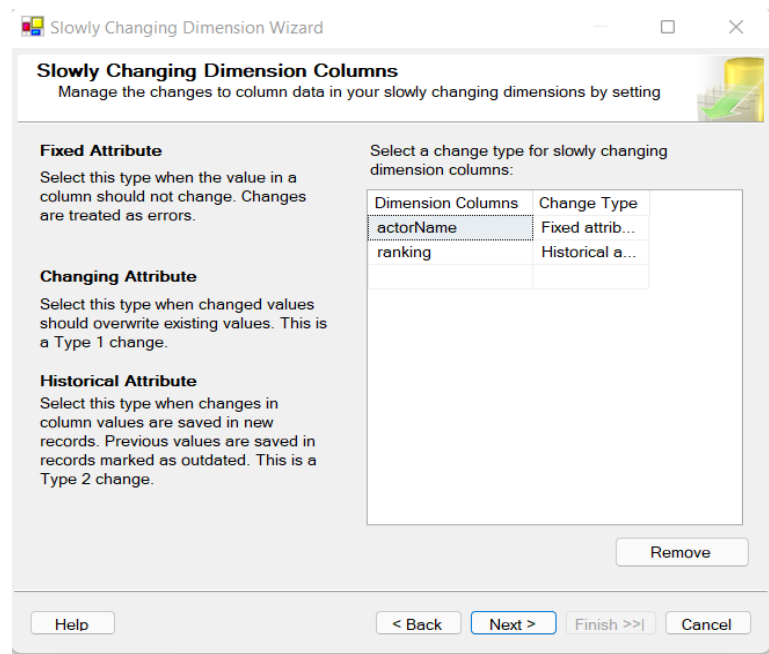 Slowly Changing Dimension Wizard
Slowly Changing Dimension Columns
Manage the changes to column data in your slowly changing dimensions by setting
Fixed Attribute
Select this type when the value in a
column should not change. Changes
are treated as errors.
Changing Attribute
Select this type when changed values
should overwrite existing values. This is
a Type 1 change.
Historical Attribute
Select this type when changes in
column values are saved in new
records. Previous values are saved in
records marked as outdated. This is a
Type 2 change.
Select a change type for slowly changing
dimension columns:
Dimension Columns Change Type
actorName Fixed attrib...
ranking Historical a...
Remove
Help < Back Next > Finish >>| Cancel